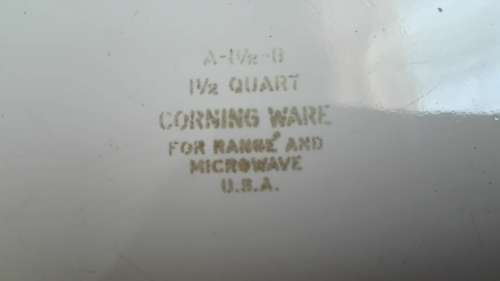 A-1½-B
1½ QUART
CORNING WARE
®
FOR RANGE AND
MICROWAVE
U.S.A.